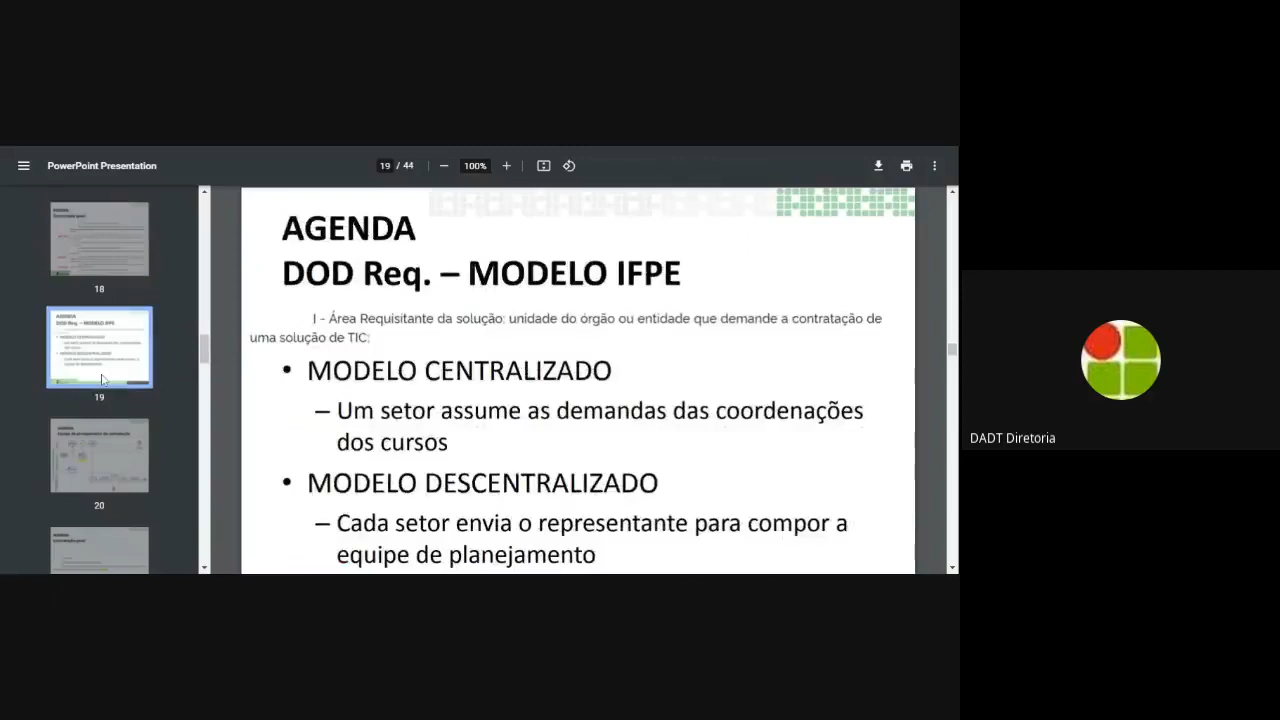 PowerPoint Presentation
19 / 44
100%
18
19
20
AGENDA
DOD Req. – MODELO IFPE
I - Área Requisitante da solução: unidade do órgão ou entidade que demande a contratação de
uma solução de TIC;
• MODELO CENTRALIZADO
– Um setor assume as demandas das coordenações
dos cursos
• MODELO DESCENTRALIZADO
– Cada setor envia o representante para compor a
equipe de planejamento
DADT Diretoria